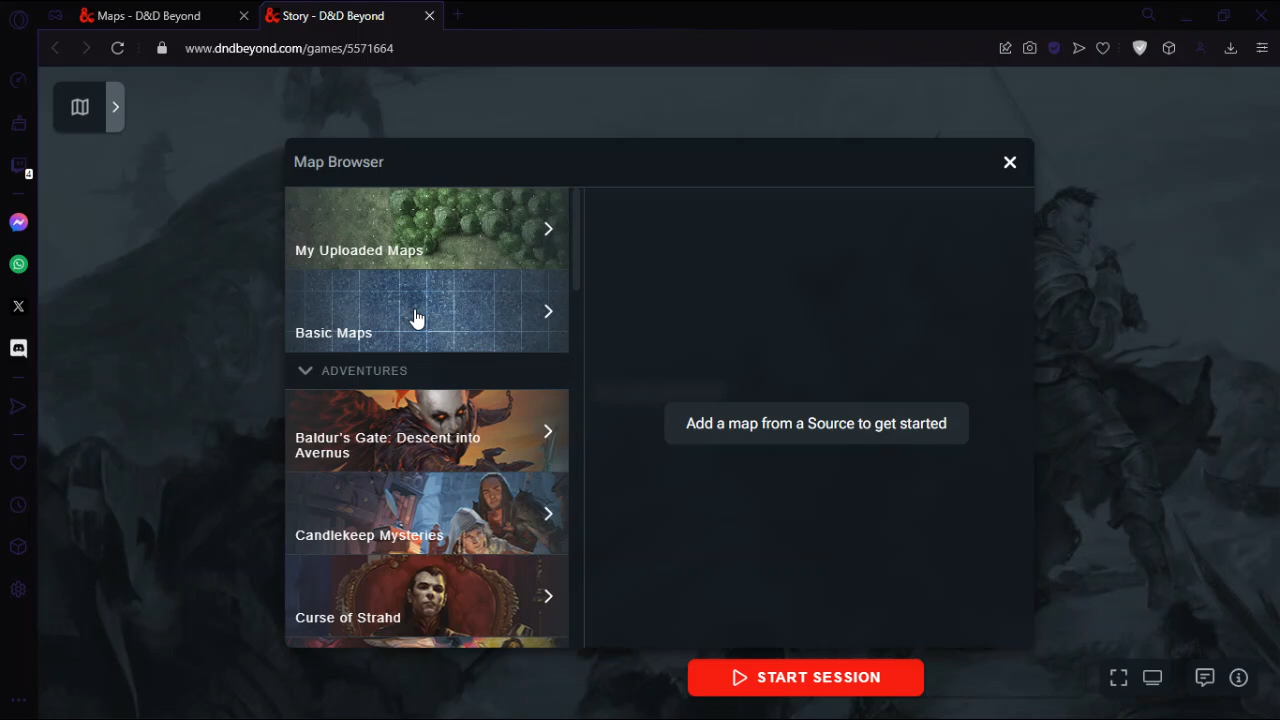 Maps - D&D Beyond
Story - D&D Beyond
www.dndbeyond.com/games/5571664
4
Map Browser
My Uploaded Maps
Basic Maps
ADVENTURES
Baldur's Gate: Descent into
Avernus
Candlekeep Mysteries
Curse of Strahd
Add a map from a Source to get started
START SESSION